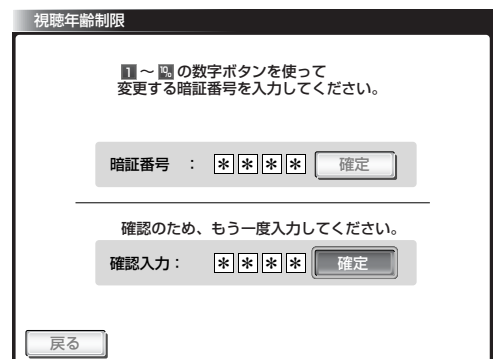 視聴年齢制限
1 ～ 10 の数字ボタンを使って
変更する暗証番号を入力してください。
暗証番号 ： ＊ ＊ ＊ ＊ 確定
確認のため、もう一度入力してください。
確認入力： ＊ ＊ ＊ ＊ 確定
戻る